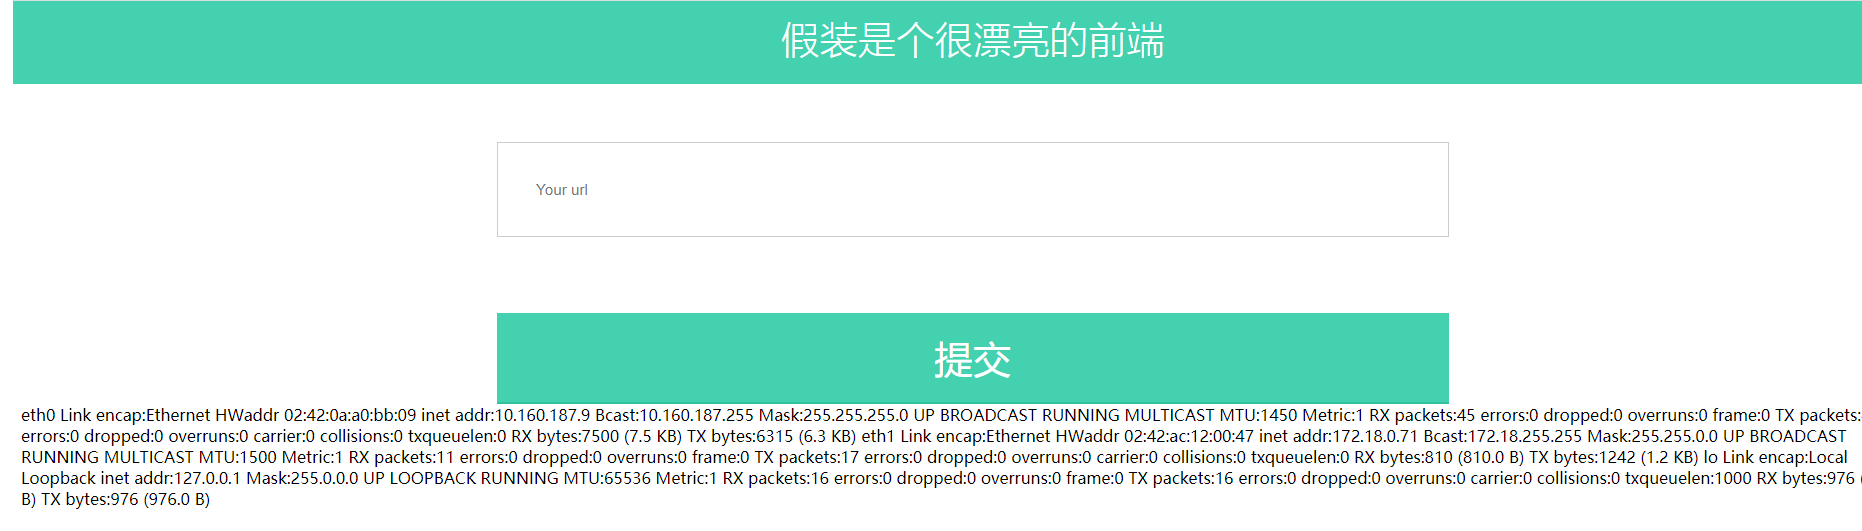 假装是个很漂亮的前端
Your url
提交
eth0 Link encap:Ethernet HWaddr 02:42:0a:a0:bb:09 inet addr:10.160.187.9 Bcast:10.160.187.255 Mask:255.255.255.0 UP BROADCAST RUNNING MULTICAST MTU:1450 Metric:1 RX packets:45 errors:0 dropped:0 overruns:0 frame:0 TX packets:
errors:0 dropped:0 overruns:0 carrier:0 collisions:0 txqueuelen:0 RX bytes:7500 (7.5 KB) TX bytes:6315 (6.3 KB) eth1 Link encap:Ethernet HWaddr 02:42:ac:12:00:47 inet addr:172.18.0.71 Bcast:172.18.255.255 Mask:255.255.0.0 UP BROADCAST
RUNNING MULTICAST MTU:1500 Metric:1 RX packets:11 errors:0 dropped:0 overruns:0 frame:0 TX packets:17 errors:0 dropped:0 overruns:0 carrier:0 collisions:0 txqueuelen:0 RX bytes:810 (810.0 B) TX bytes:1242 (1.2 KB) lo Link encap:Local
Loopback inet addr:127.0.0.1 Mask:255.0.0.0 UP LOOPBACK RUNNING MTU:65536 Metric:1 RX packets:16 errors:0 dropped:0 overruns:0 frame:0 TX packets:16 errors:0 dropped:0 overruns:0 carrier:0 collisions:0 txqueuelen:1000 RX bytes:976 (
B) TX bytes:976 (976.0 B)